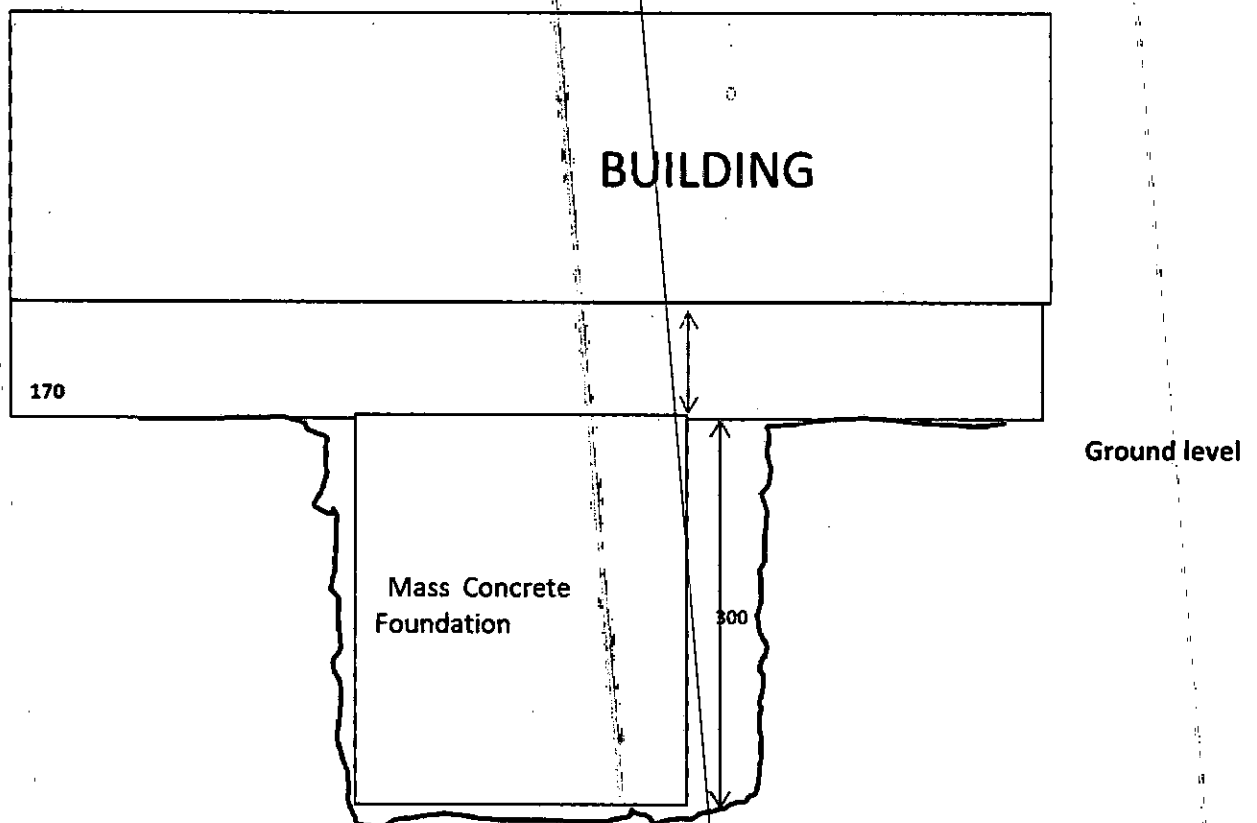 BUILDING
170
Ground level
Mass Concrete
Foundation
300